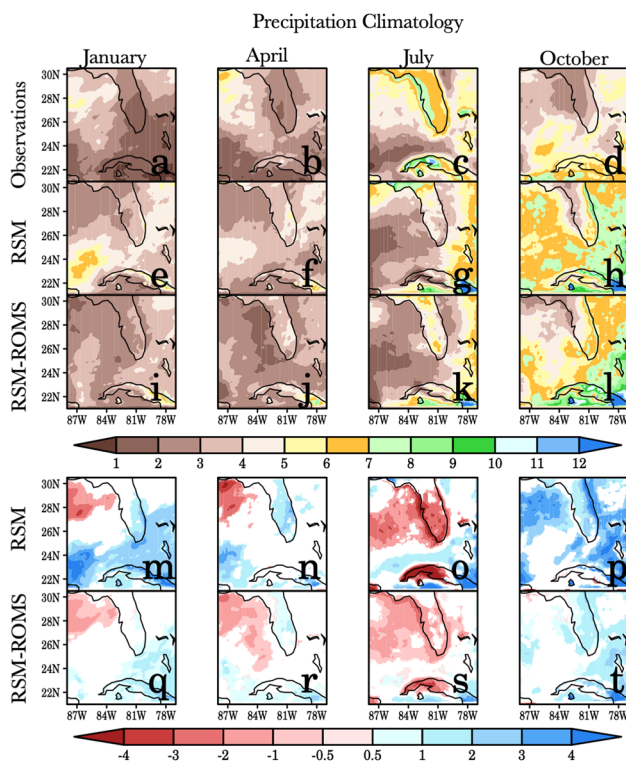 Precipitation Climatology
January April July October
Observations
30N
28N
26N
24N
22N
a b c d
RSM
30N
28N
26N
24N
22N
e f g h
RSM-ROMS
30N
28N
26N
24N
22N
i j k l
87W 84W 81W 78W 87W 84W 81W 78W 87W 84W 81W 78W 87W 84W 81W 78W
1 2 3 4 5 6 7 8 9 10 11 12
RSM
30N
28N
26N
24N
22N
m n o p
RSM-ROMS
30N
28N
26N
24N
22N
q r s t
87W 84W 81W 78W 87W 84W 81W 78W 87W 84W 81W 78W 87W 84W 81W 78W
-4 -3 -2 -1 -0.5 0.5 1 2 3 4